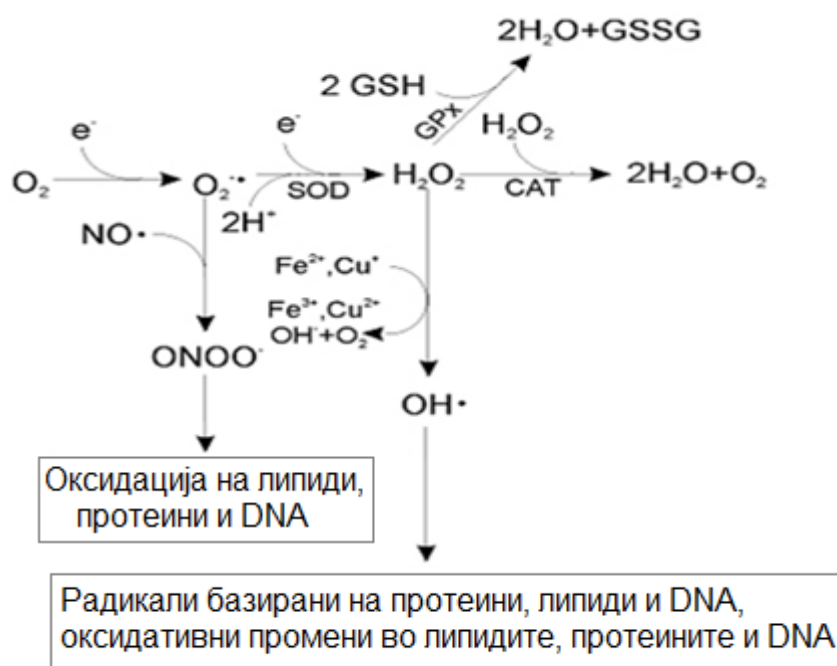 2H₂O+GSSG
2 GSH
GPx
H₂O₂
e⁻
e⁻
O₂
O₂⁻•
SOD
H₂O₂
CAT
2H₂O+O₂
2H⁺
NO•
Fe²⁺,Cu⁺
Fe³⁺,Cu²⁺
OH⁻+O₂
ONOO⁻
OH•
Оксидација на липиди,
протеини и DNA
Радикали базирани на протеини, липиди и DNA,
оксидативни промени во липидите, протеините и DNA